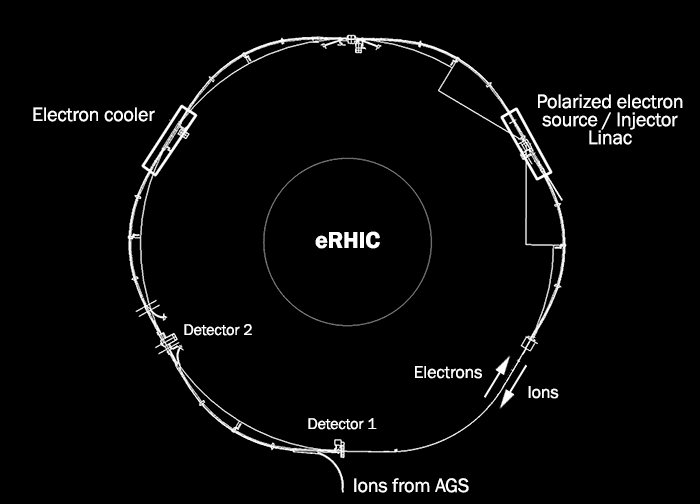 Electron cooler
Polarized electron
source / Injector
Linac
eRHIC
Detector 2
Electrons
Ions
Detector 1
Ions from AGS